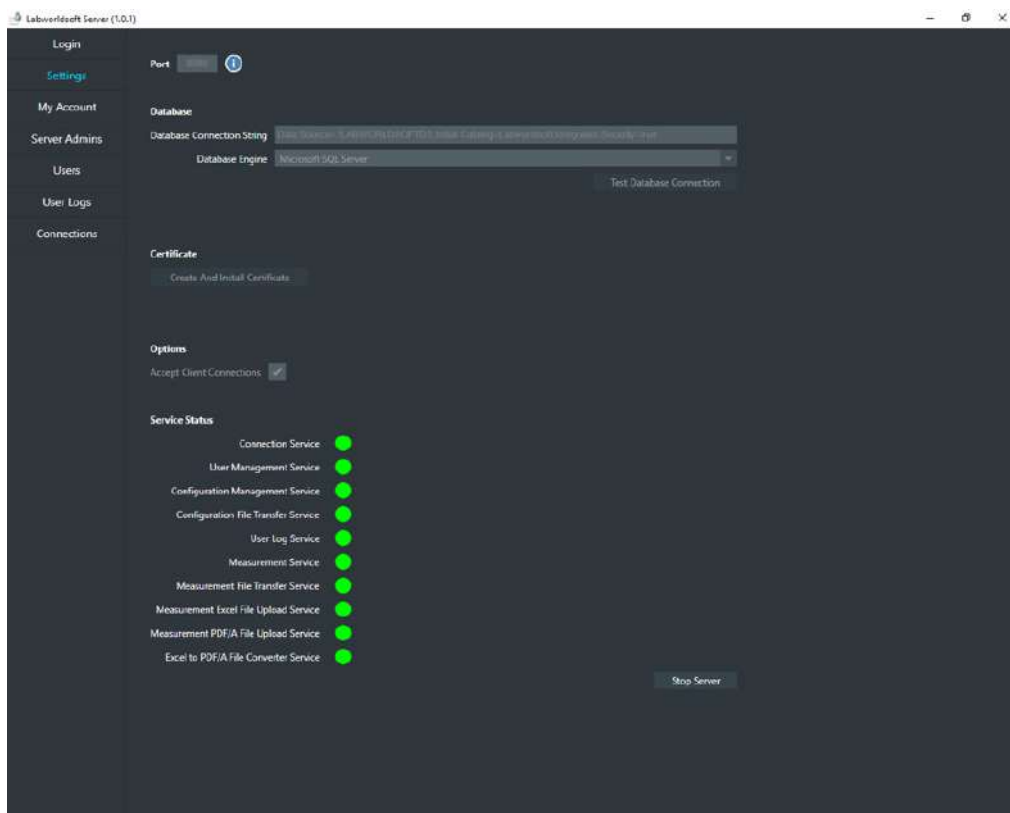 Labworldsoft Server (1.0.1)
Login
Settings
My Account
Server Admins
Users
User Logs
Connections
Port
Database
Database Connection String
Database Engine Microsoft SQL Server
Test Database Connection
Certificate
Create And Install Certificate
Options
Accept Client Connections
Service Status
Connection Service
User Management Service
Configuration Management Service
Configuration File Transfer Service
User Log Service
Measurement Service
Measurement File Transfer Service
Measurement Excel File Upload Service
Measurement PDF/A File Upload Service
Excel to PDF/A File Converter Service
Stop Server